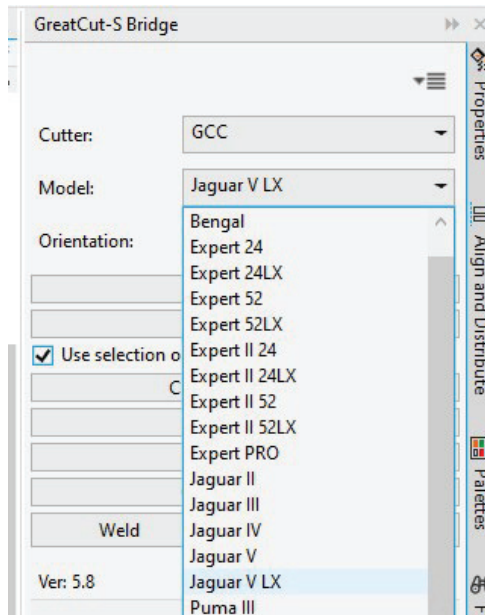 GreatCut-S Bridge
Cutter: GCC
Model: Jaguar V LX
Orientation:
Bengal
Expert 24
Expert 24LX
Expert 52
Expert 52LX
Use selection o
Expert II 24
Expert II 24LX
C
Expert II 52
Expert II 52LX
Expert PRO
Jaguar II
Jaguar III
Weld
Jaguar IV
Jaguar V
Ver: 5.8
Jaguar V LX
Puma III
Properties
Align and Distribute
Palettes